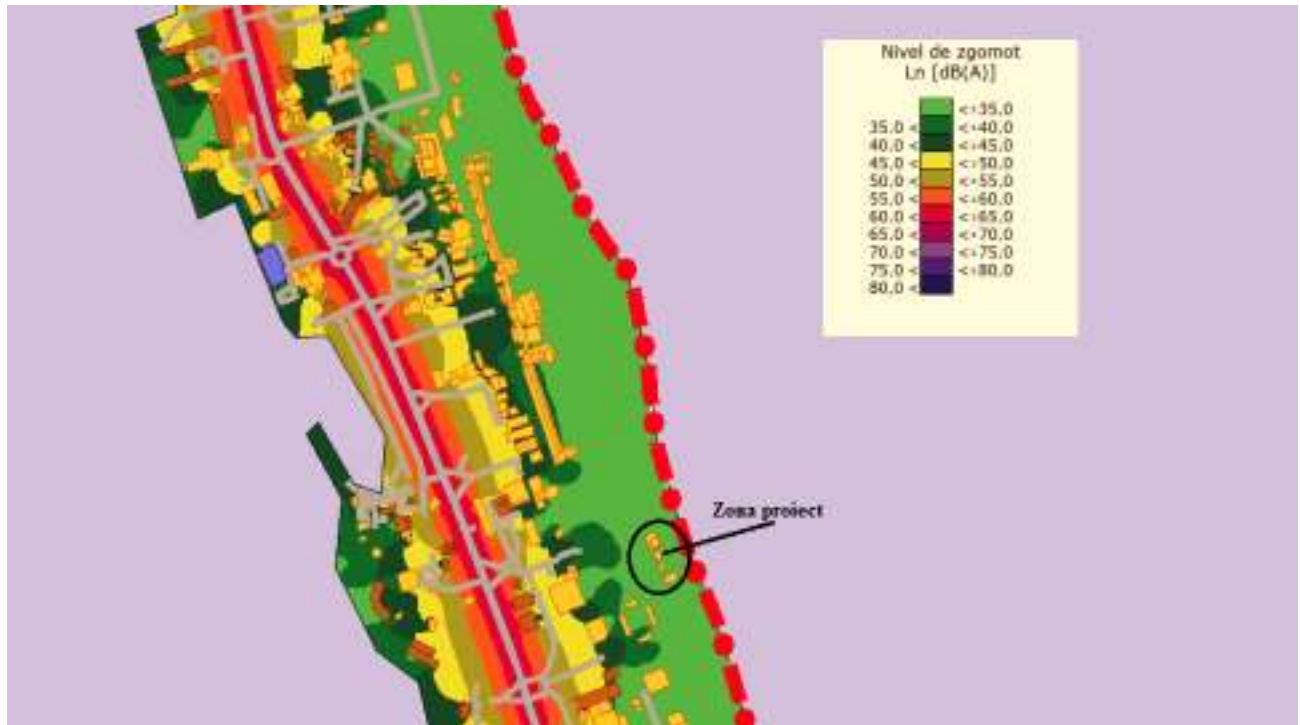 Nivel de zgomot
Ln [dB(A)]
<=35.0
35.0 < <=40.0
40.0 < <=45.0
45.0 < <=50.0
50.0 < <=55.0
55.0 < <=60.0
60.0 < <=65.0
65.0 < <=70.0
70.0 < <=75.0
75.0 < <=80.0
80.0 <
Zona proiect